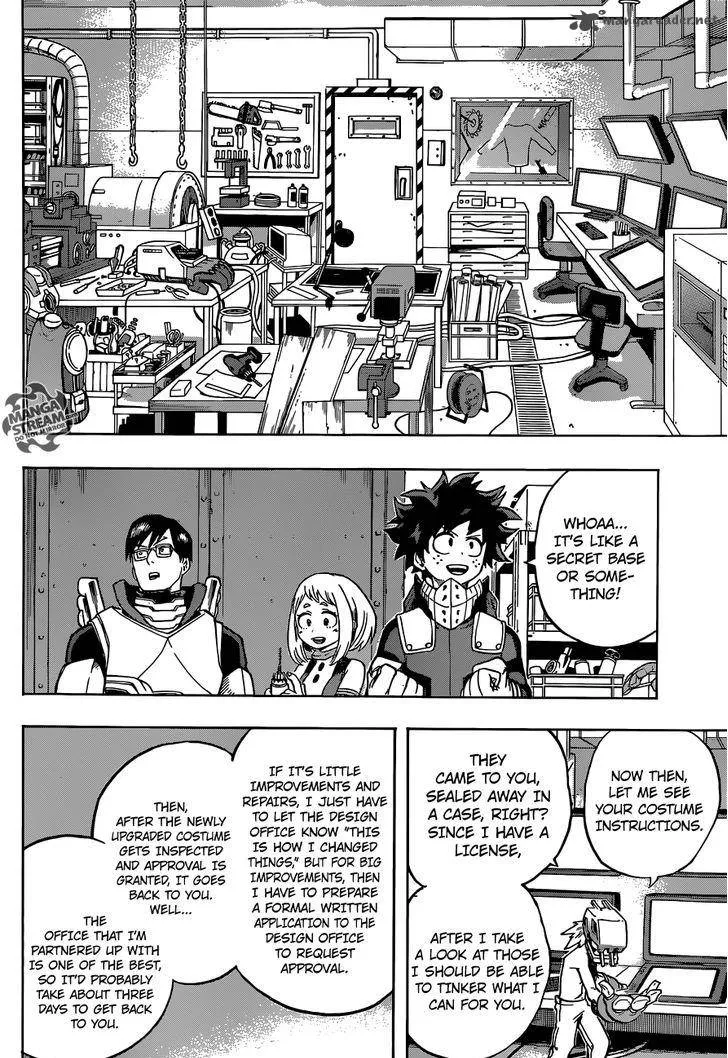 mangareader.net
MANGA
STREAM
DO NOT MIRROR
WHOAA...
IT'S LIKE A
SECRET BASE
OR SOME-
THING!
NOW THEN,
LET ME SEE
YOUR COSTUME
INSTRUCTIONS.
THEY
CAME TO YOU,
SEALED AWAY IN
A CASE, RIGHT?
SINCE I HAVE A
LICENSE,
AFTER I TAKE
A LOOK AT THOSE
I SHOULD BE ABLE
TO TINKER WHAT I
CAN FOR YOU.
IF IT'S LITTLE
IMPROVEMENTS AND
REPAIRS, I JUST HAVE
TO LET THE DESIGN
OFFICE KNOW "THIS
IS HOW I CHANGED
THINGS," BUT FOR BIG
IMPROVEMENTS, THEN
I HAVE TO PREPARE
A FORMAL WRITTEN
APPLICATION TO THE
DESIGN OFFICE
TO REQUEST
APPROVAL.
THEN,
AFTER THE NEWLY
UPGRADED COSTUME
GETS INSPECTED
AND APPROVAL IS
GRANTED, IT GOES
BACK TO YOU.
WELL...
THE
OFFICE THAT I'M
PARTNERED UP WITH
IS ONE OF THE BEST,
SO IT'D PROBABLY
TAKE ABOUT THREE
DAYS TO GET BACK
TO YOU.